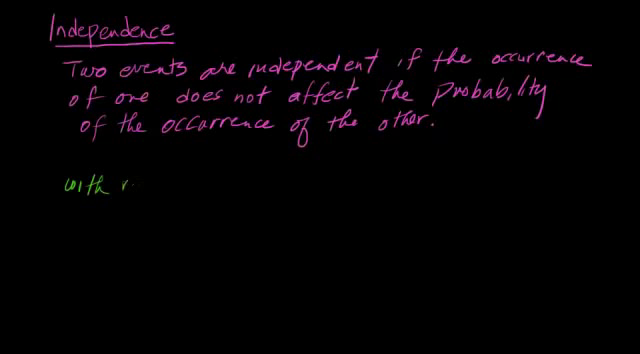 Independence
Two events are independent if the occurrence
of one does not affect the Probability
of the occurrence of the other.
with r